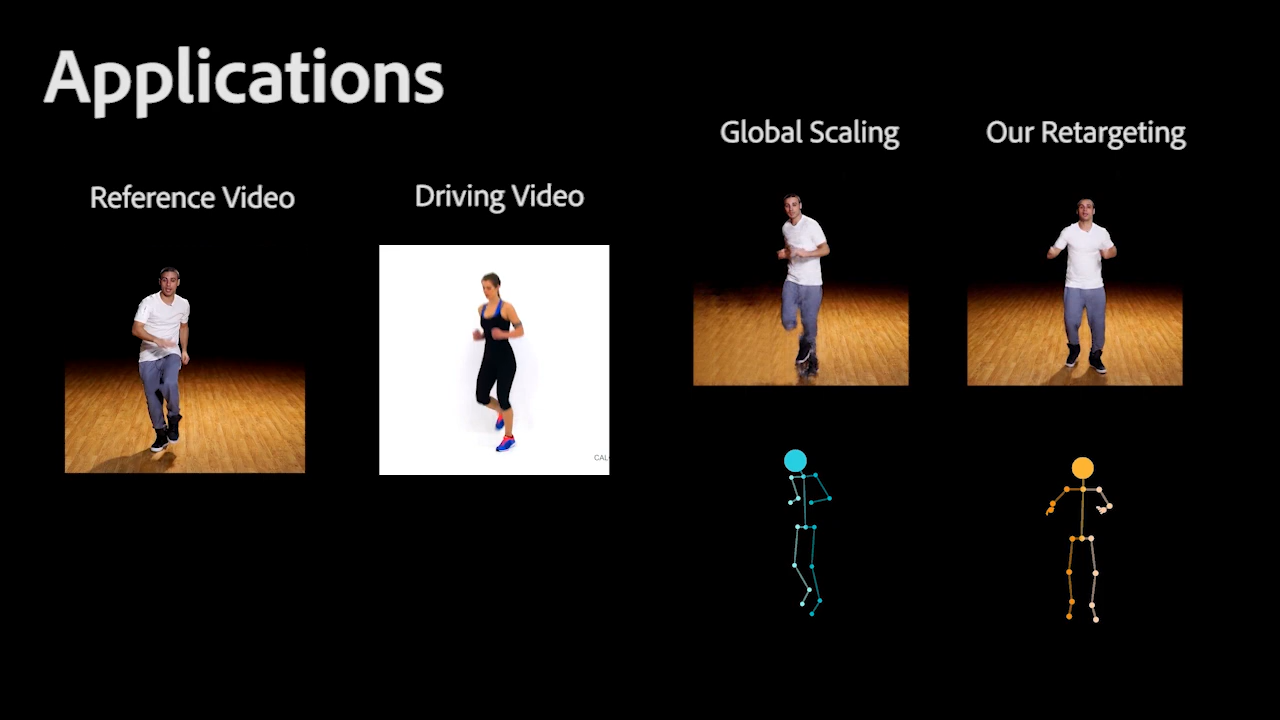 Applications
Reference Video
Driving Video
Global Scaling
Our Retargeting